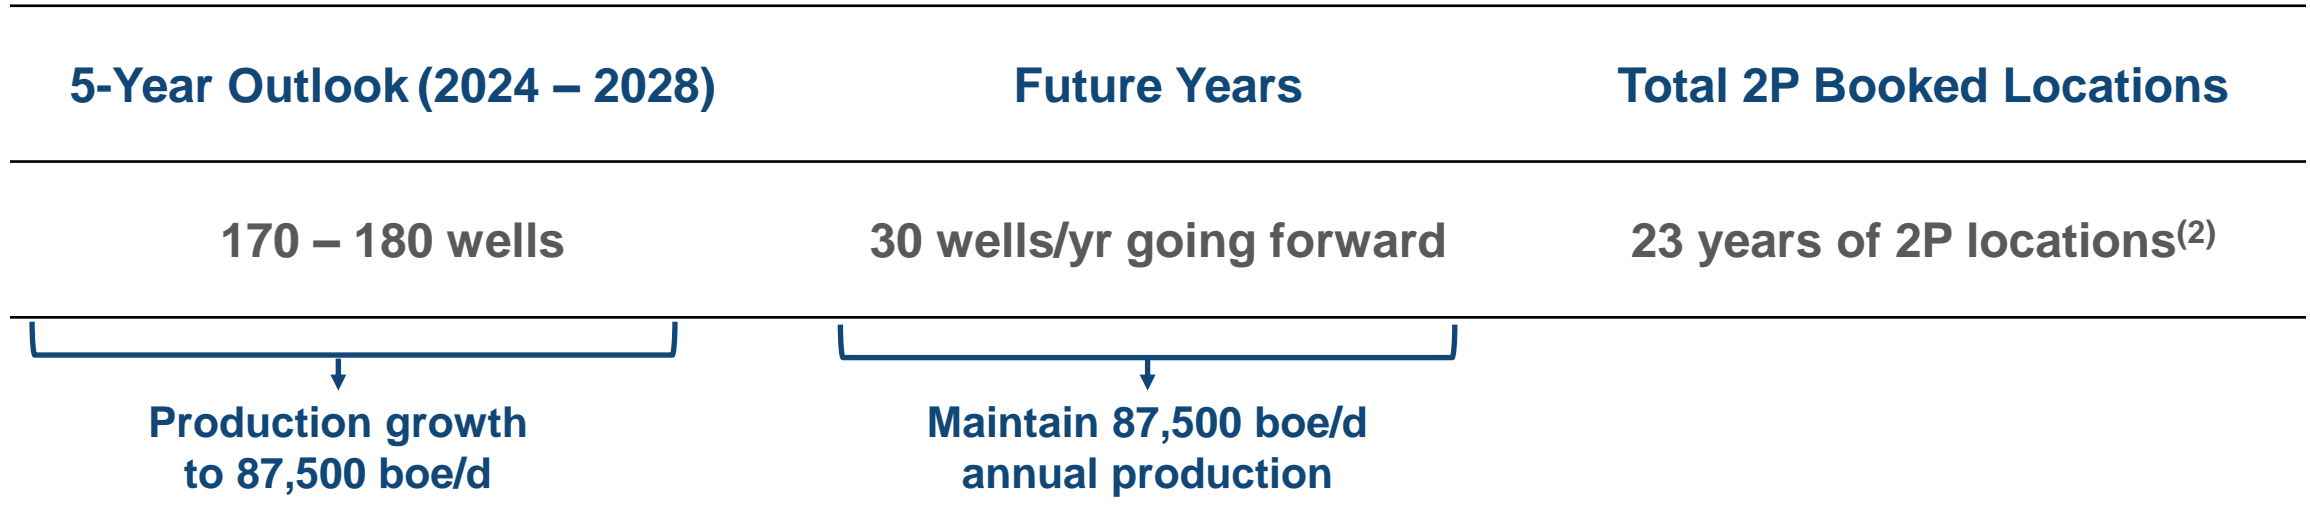 5-Year Outlook (2024 – 2028)
Future Years
Total 2P Booked Locations
170 – 180 wells
30 wells/yr going forward
23 years of 2P locations(2)
Production growth
to 87,500 boe/d
Maintain 87,500 boe/d
annual production